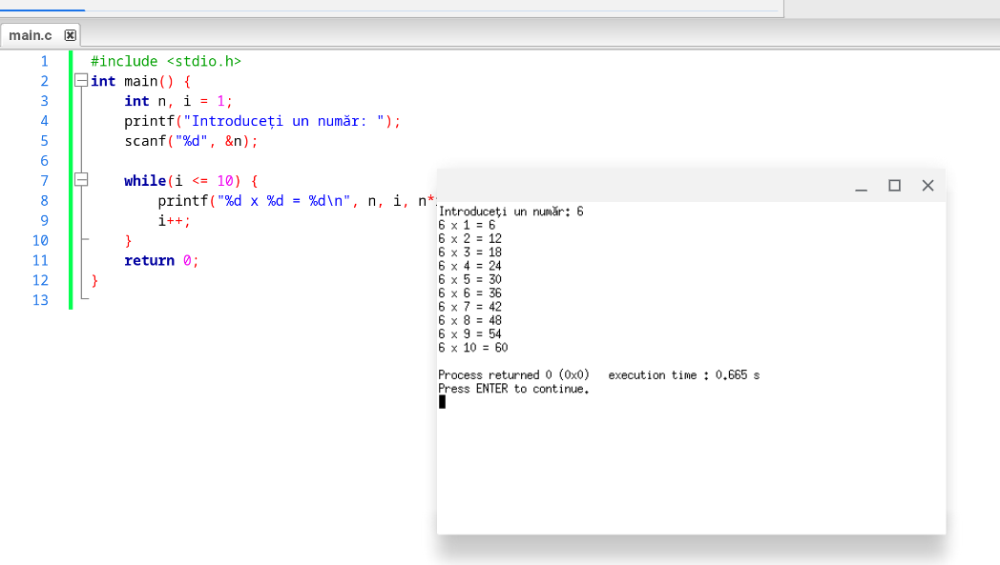 main.c
1 #include <stdio.h>
2 int main() {
3 int n, i = 1;
4 printf("Introduceți un număr: ");
5 scanf("%d", &n);
6
7 while(i <= 10) {
8 printf("%d x %d = %d\n", n, i, n*
9 i++;
10 }
11 return 0;
12 }
13
Introduceți un număr: 6
6 x 1 = 6
6 x 2 = 12
6 x 3 = 18
6 x 4 = 24
6 x 5 = 30
6 x 6 = 36
6 x 7 = 42
6 x 8 = 48
6 x 9 = 54
6 x 10 = 60
Process returned 0 (0x0) execution time : 0.665 s
Press ENTER to continue.